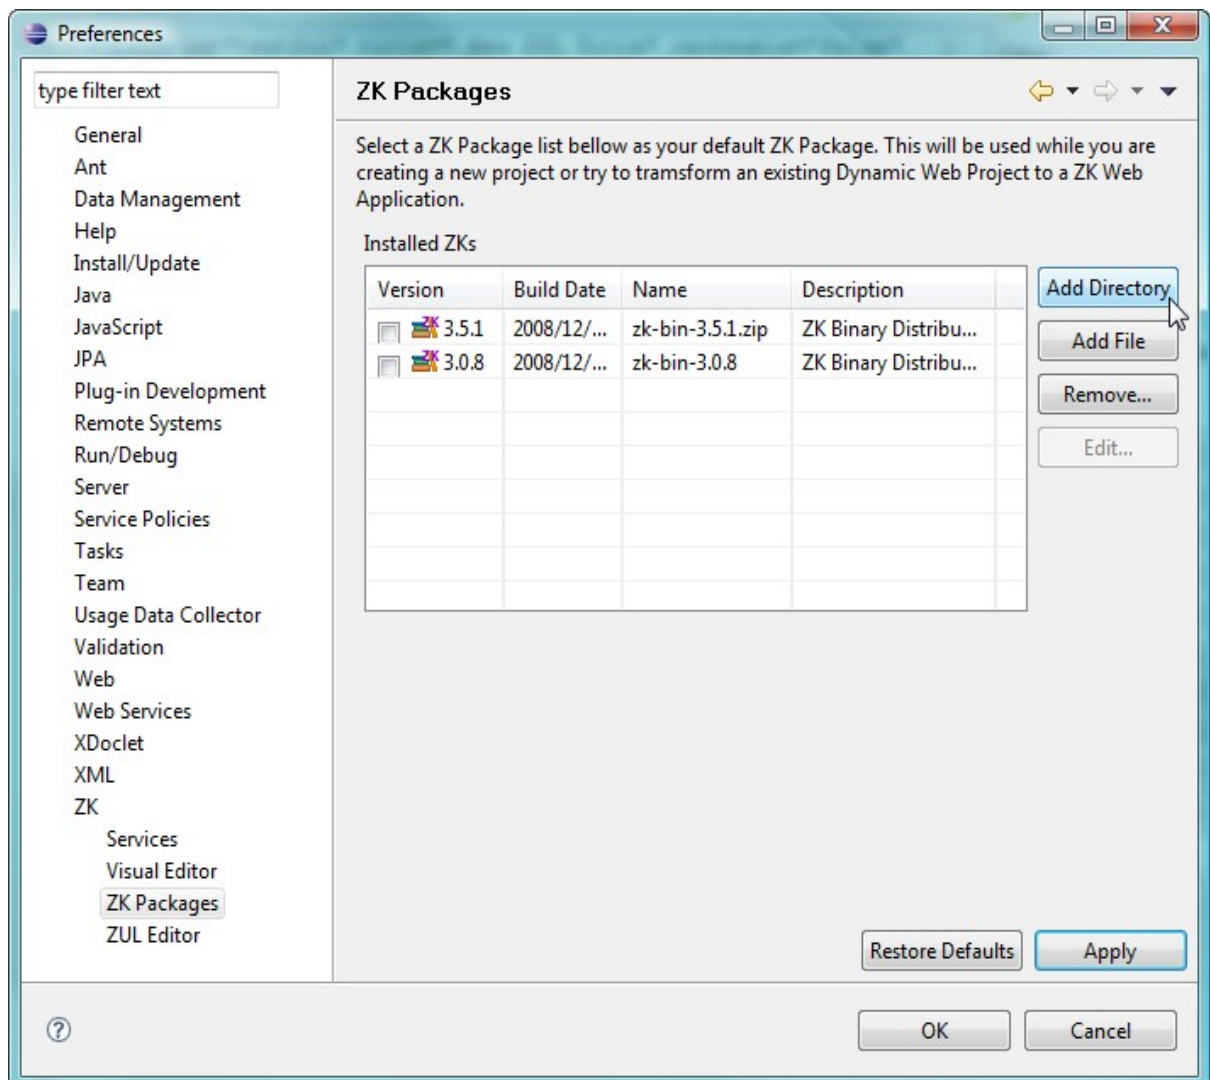 Preferences
type filter text
General
Ant
Data Management
Help
Install/Update
Java
JavaScript
JPA
Plug-in Development
Remote Systems
Run/Debug
Server
Service Policies
Tasks
Team
Usage Data Collector
Validation
Web
Web Services
XDoclet
XML
ZK
Services
Visual Editor
ZK Packages
ZUL Editor
ZK Packages
Select a ZK Package list bellow as your default ZK Package. This will be used while you are
creating a new project or try to tramsform an existing Dynamic Web Project to a ZK Web
Application.
Installed ZKs
Version Build Date Name Description
ZK 3.5.1 2008/12/... zk-bin-3.5.1.zip ZK Binary Distribu...
ZK 3.0.8 2008/12/... zk-bin-3.0.8 ZK Binary Distribu...
Add Directory
Add File
Remove...
Edit...
Restore Defaults Apply
? OK Cancel